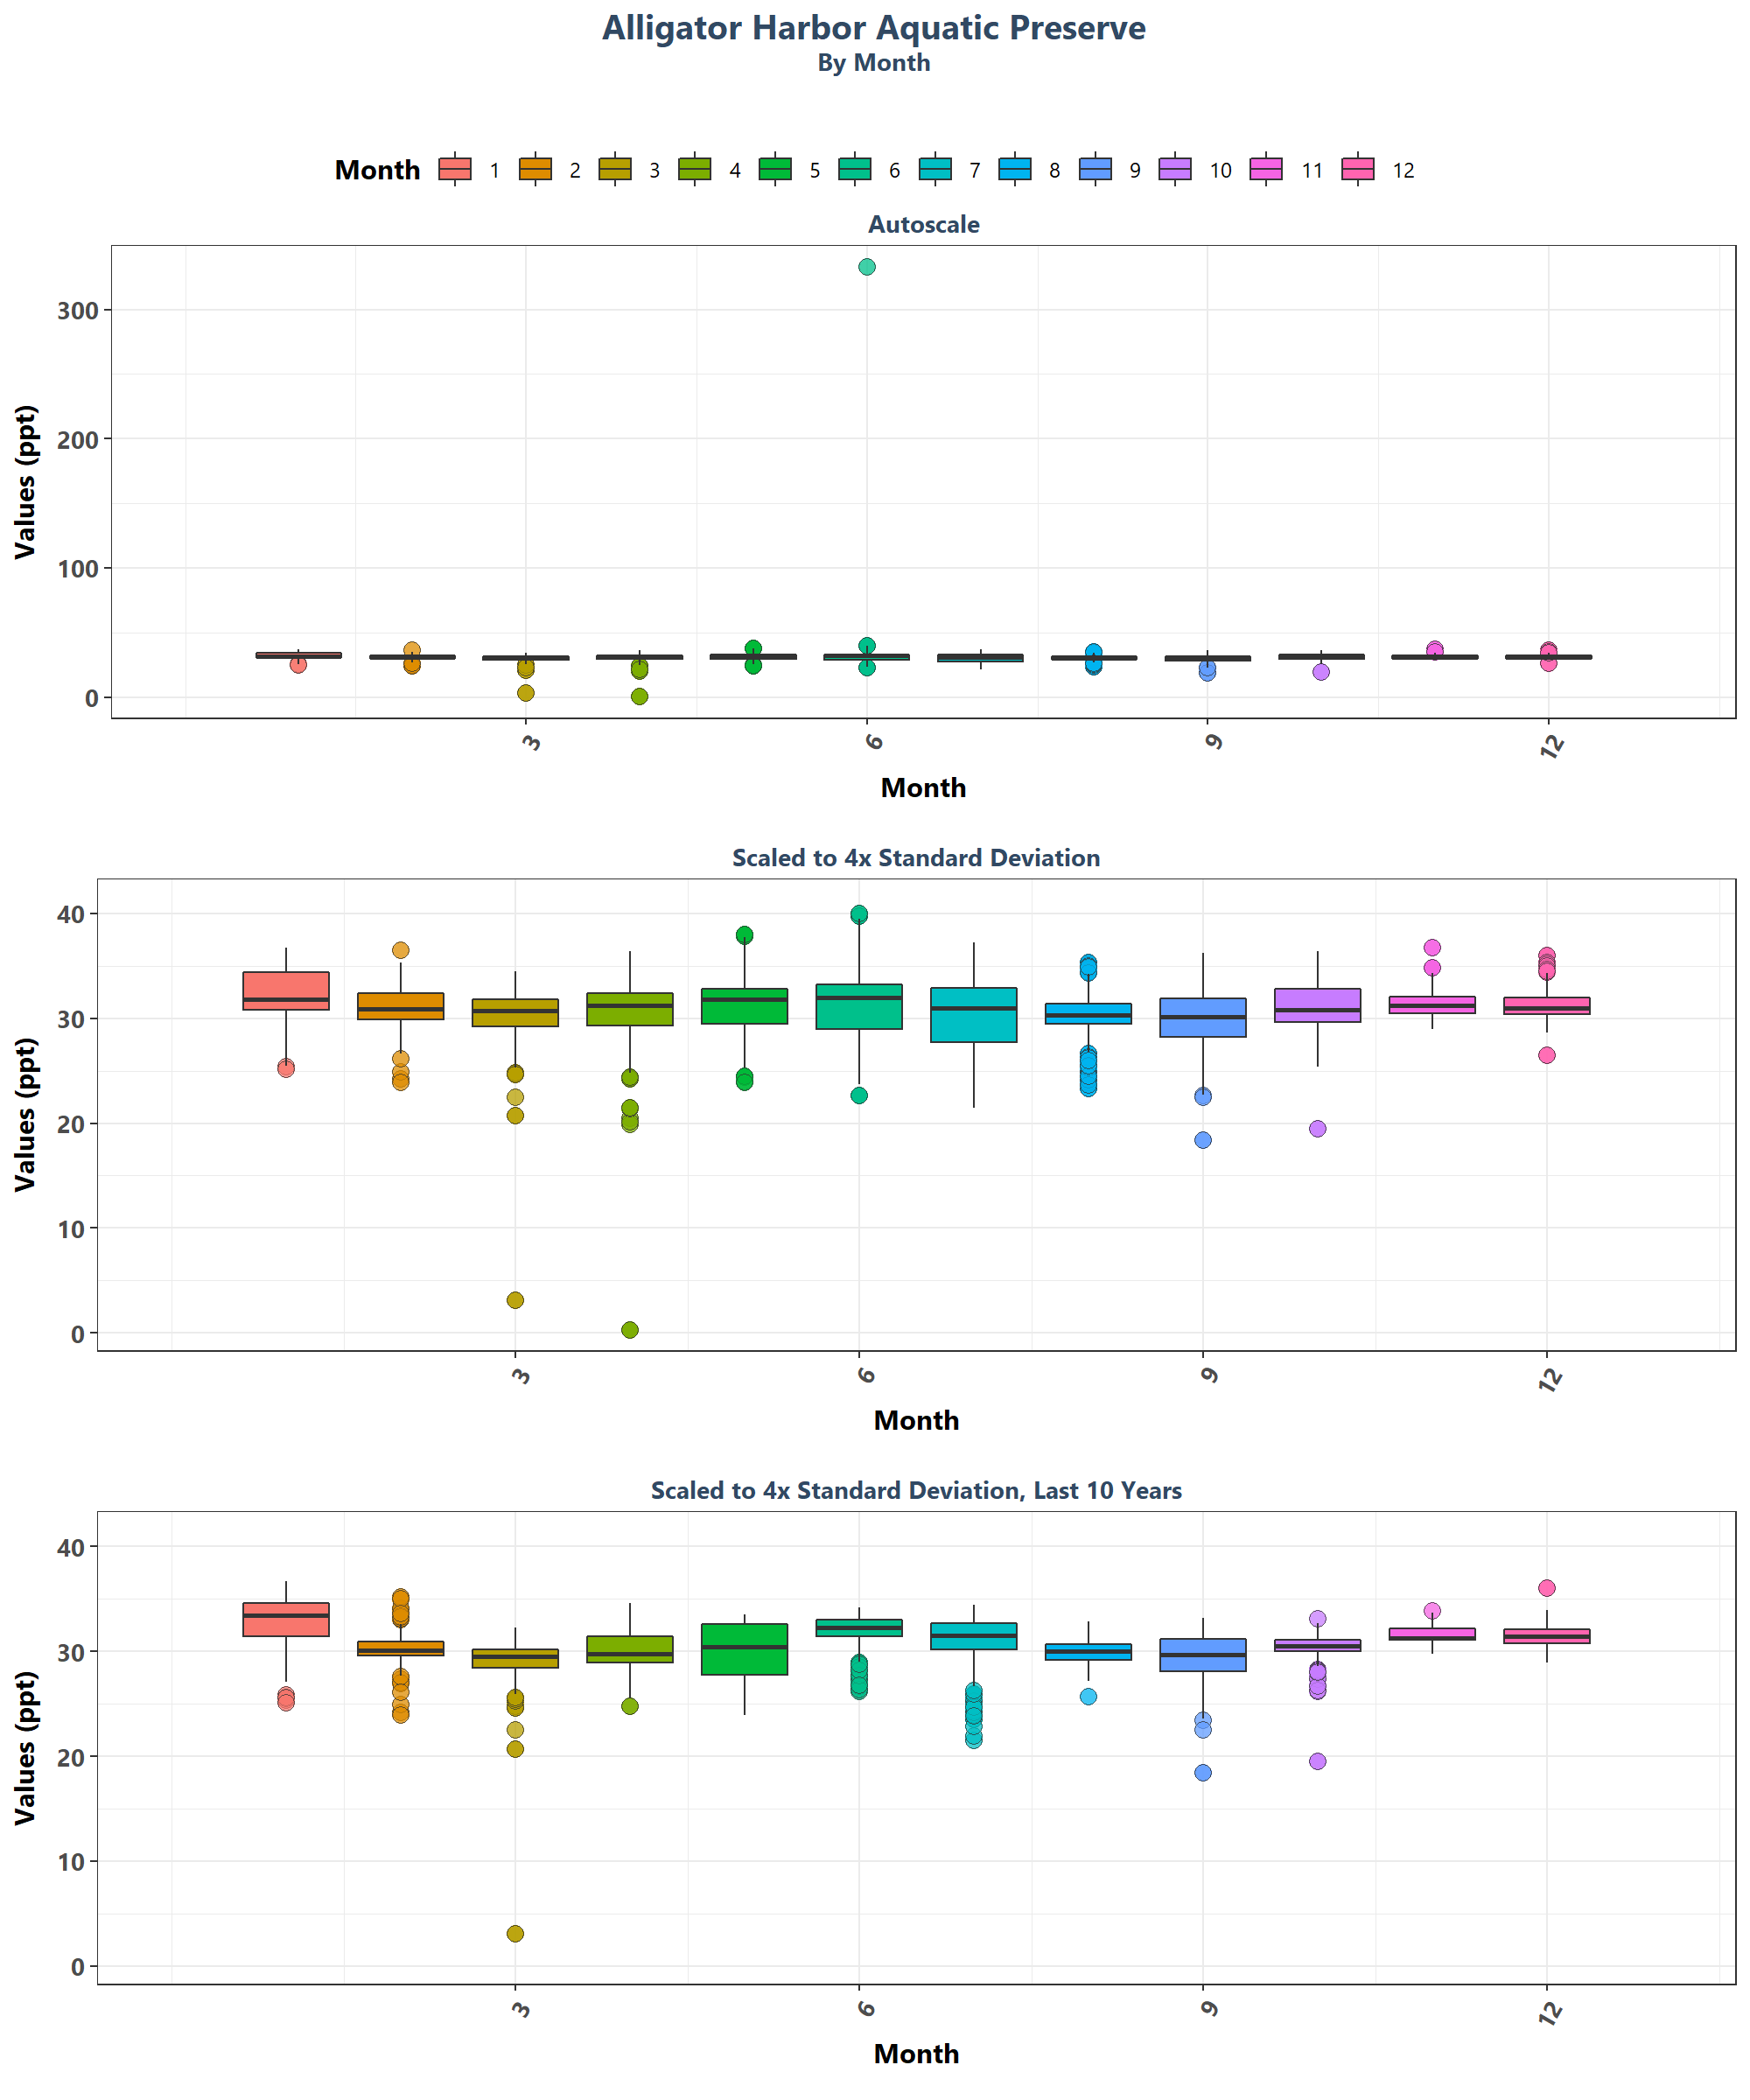 Alligator Harbor Aquatic Preserve
By Month
Month 1 2 3 4 5 6 7 8 9 10 11 12
Autoscale
Values (ppt)
300
200
100
0
3 6 9 12
Month
Scaled to 4x Standard Deviation
Values (ppt)
40
30
20
10
0
3 6 9 12
Month
Scaled to 4x Standard Deviation, Last 10 Years
Values (ppt)
40
30
20
10
0
3 6 9 12
Month